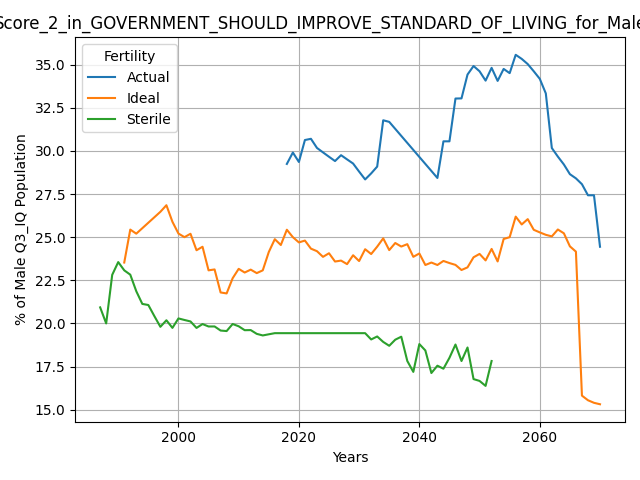 Score_2_in_GOVERNMENT_SHOULD_IMPROVE_STANDARD_OF_LIVING_for_Male
Fertility
Actual
Ideal
Sterile
% of Male Q3_IQ Population
35.0
32.5
30.0
27.5
25.0
22.5
20.0
17.5
15.0
2000 2020 2040 2060
Years